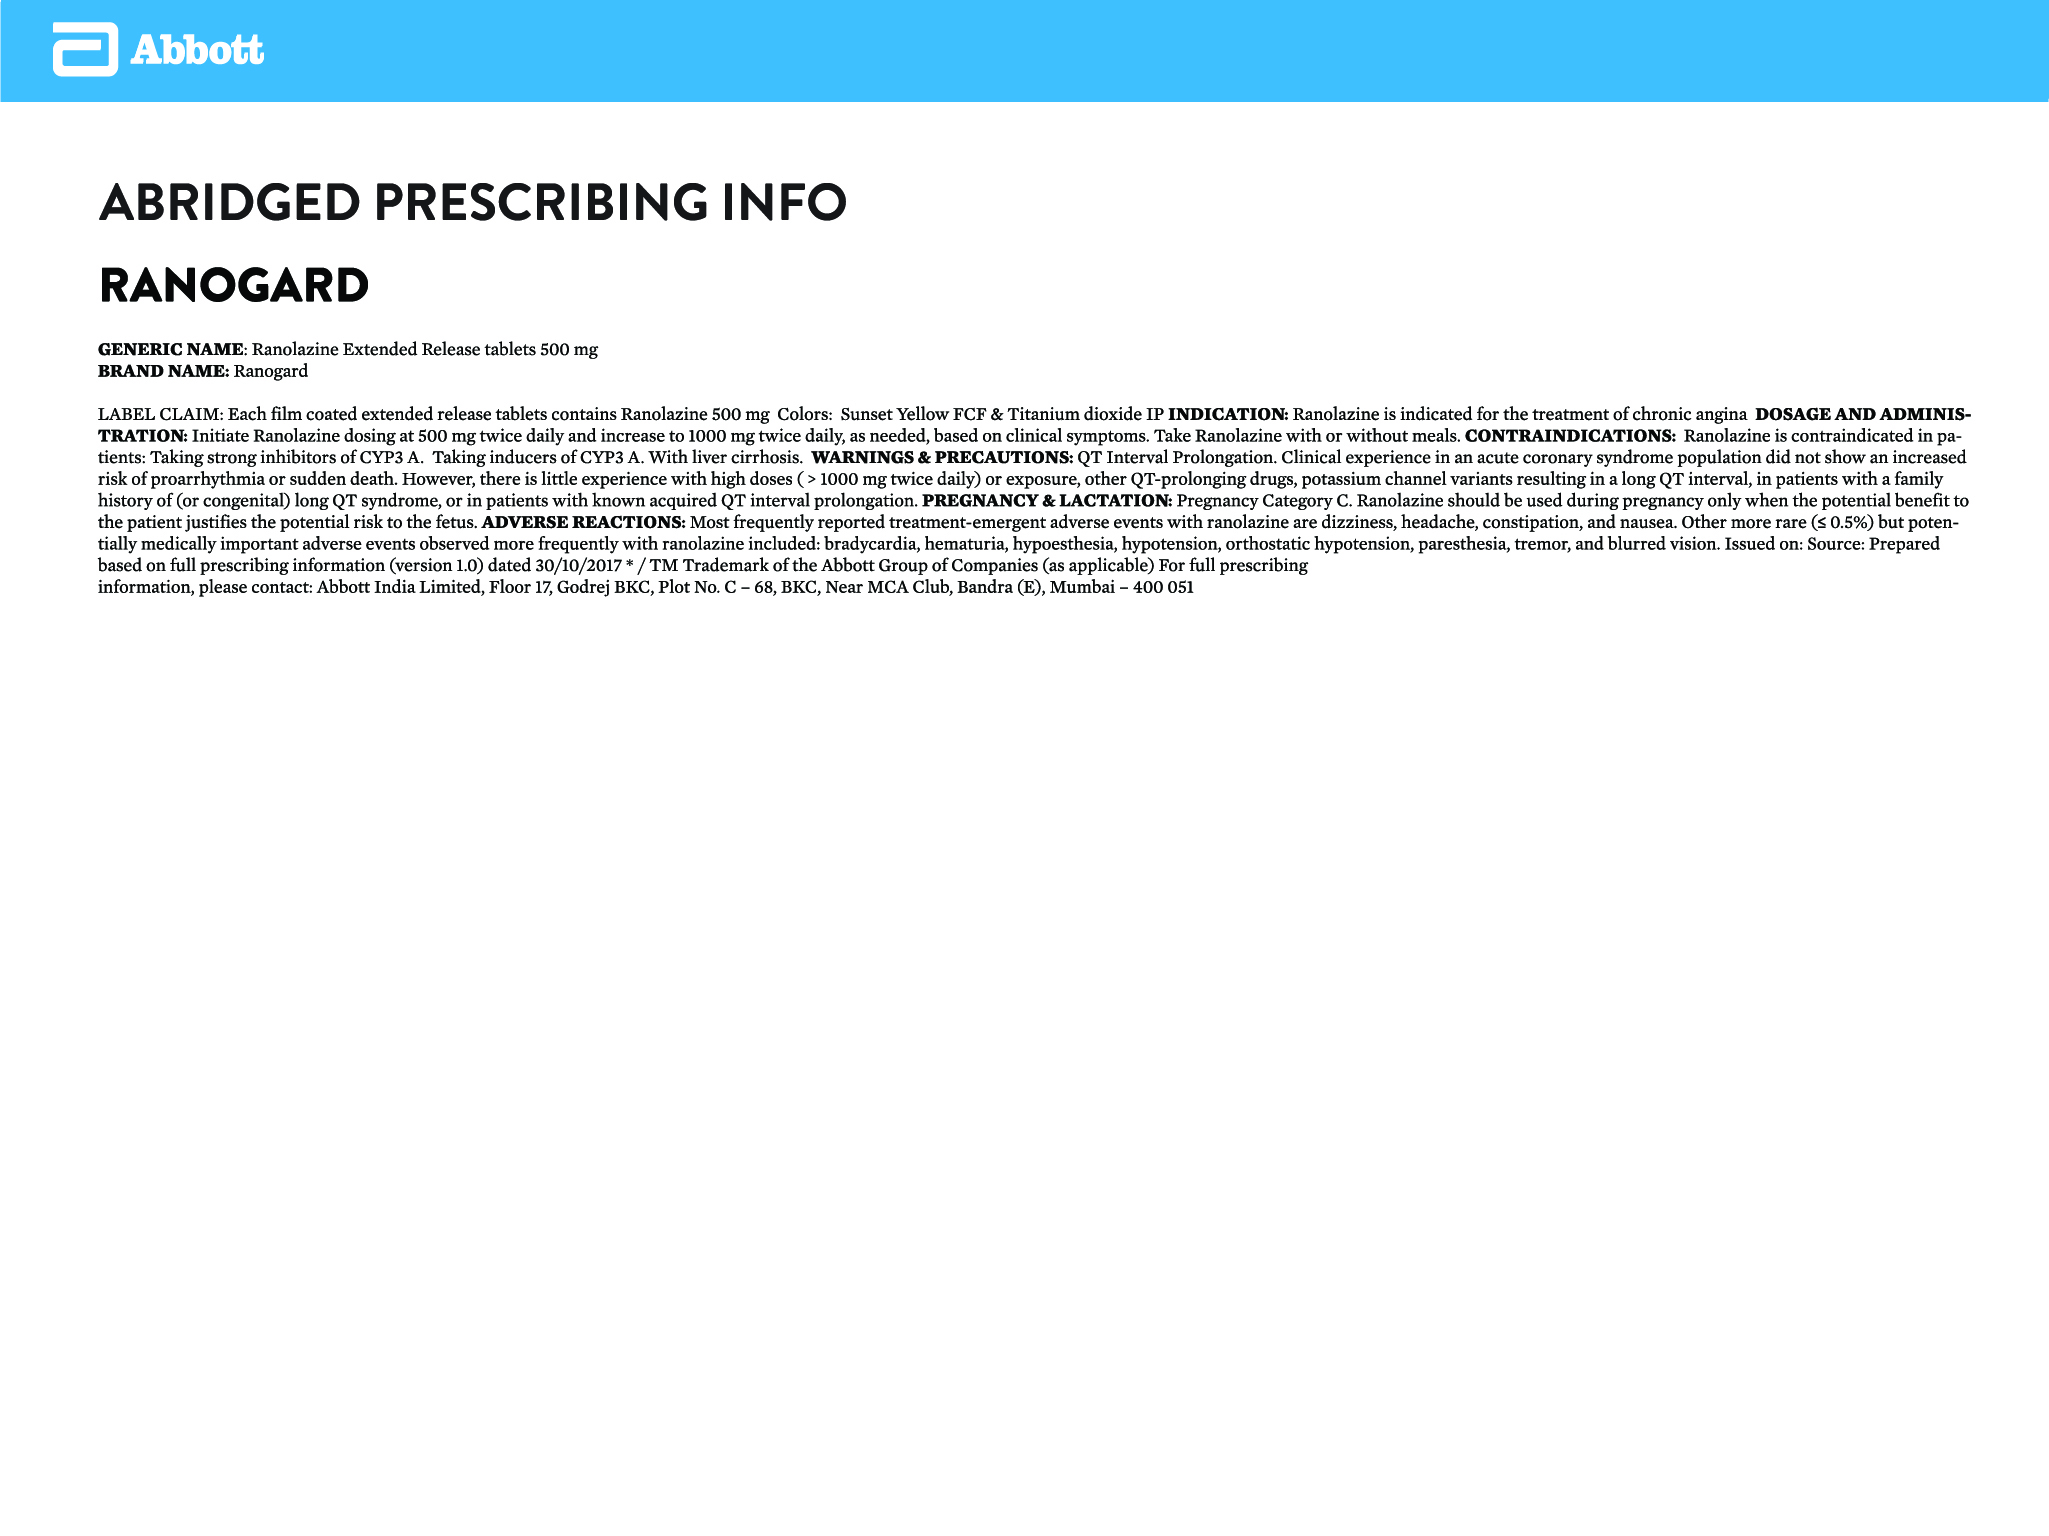 Abbott
ABRIDGED PRESCRIBING INFO
RANOGARD
GENERIC NAME: Ranolazine Extended Release tablets 500 mg
BRAND NAME: Ranogard
LABEL CLAIM: Each film coated extended release tablets contains Ranolazine 500 mg  Colors:  Sunset Yellow FCF & Titanium dioxide IP INDICATION: Ranolazine is indicated for the treatment of chronic angina  DOSAGE AND ADMINIS-
TRATION: Initiate Ranolazine dosing at 500 mg twice daily and increase to 1000 mg twice daily, as needed, based on clinical symptoms. Take Ranolazine with or without meals. CONTRAINDICATIONS:  Ranolazine is contraindicated in pa-
tients: Taking strong inhibitors of CYP3 A.  Taking inducers of CYP3 A. With liver cirrhosis.  WARNINGS & PRECAUTIONS: QT Interval Prolongation. Clinical experience in an acute coronary syndrome population did not show an increased
risk of proarrhythmia or sudden death. However, there is little experience with high doses ( > 1000 mg twice daily) or exposure, other QT-prolonging drugs, potassium channel variants resulting in a long QT interval, in patients with a family
history of (or congenital) long QT syndrome, or in patients with known acquired QT interval prolongation. PREGNANCY & LACTATION: Pregnancy Category C. Ranolazine should be used during pregnancy only when the potential benefit to
the patient justifies the potential risk to the fetus. ADVERSE REACTIONS: Most frequently reported treatment-emergent adverse events with ranolazine are dizziness, headache, constipation, and nausea. Other more rare (≤ 0.5%) but poten-
tially medically important adverse events observed more frequently with ranolazine included: bradycardia, hematuria, hypoesthesia, hypotension, orthostatic hypotension, paresthesia, tremor, and blurred vision. Issued on: Source: Prepared
based on full prescribing information (version 1.0) dated 30/10/2017 * / TM Trademark of the Abbott Group of Companies (as applicable) For full prescribing
information, please contact: Abbott India Limited, Floor 17, Godrej BKC, Plot No. C – 68, BKC, Near MCA Club, Bandra (E), Mumbai – 400 051